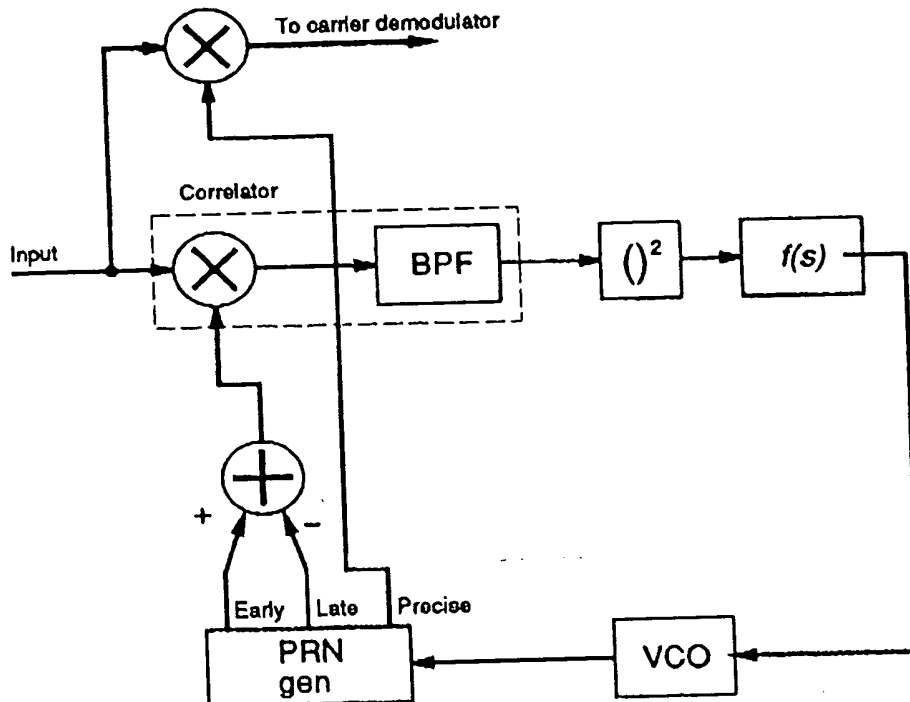 To carrier demodulator
Correlator
Input
BPF
()²
f(s)
+
−
Early
Late
Precise
PRN
gen
VCO